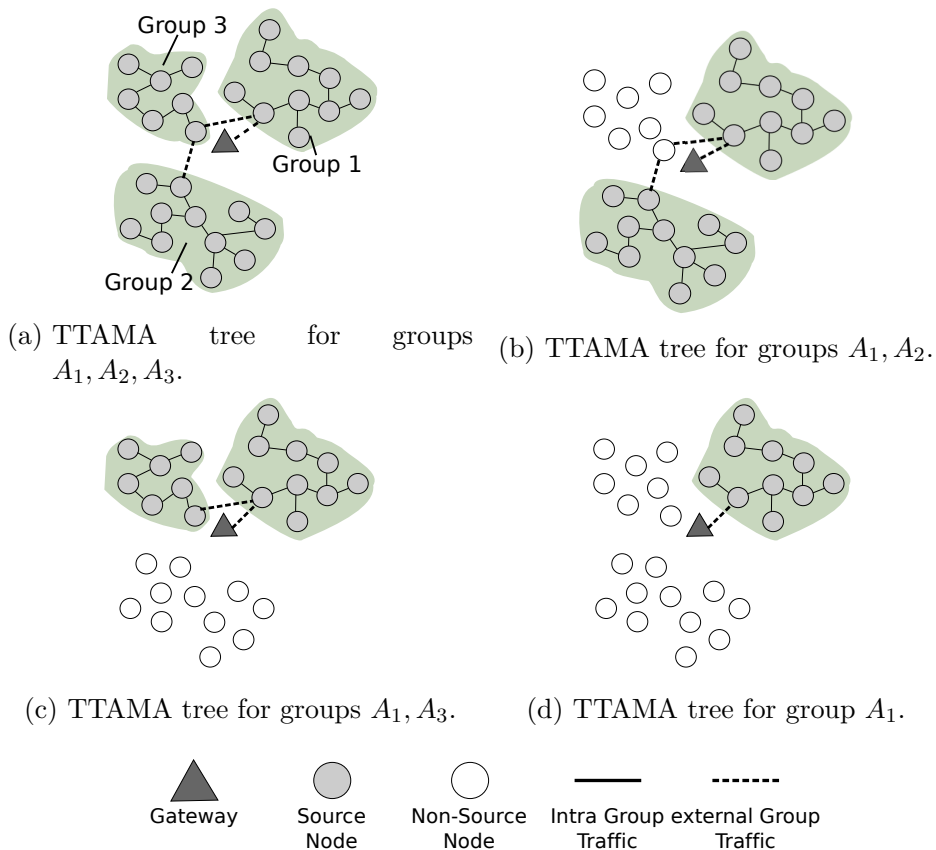 Group 3
Group 1
Group 2
(a) TTAMA tree for groups
A₁, A₂, A₃.
(b) TTAMA tree for groups A₁, A₂.
(c) TTAMA tree for groups A₁, A₃.
(d) TTAMA tree for group A₁.
Gateway
Source
Node
Non-Source
Node
Intra Group
Traffic
external Group
Traffic